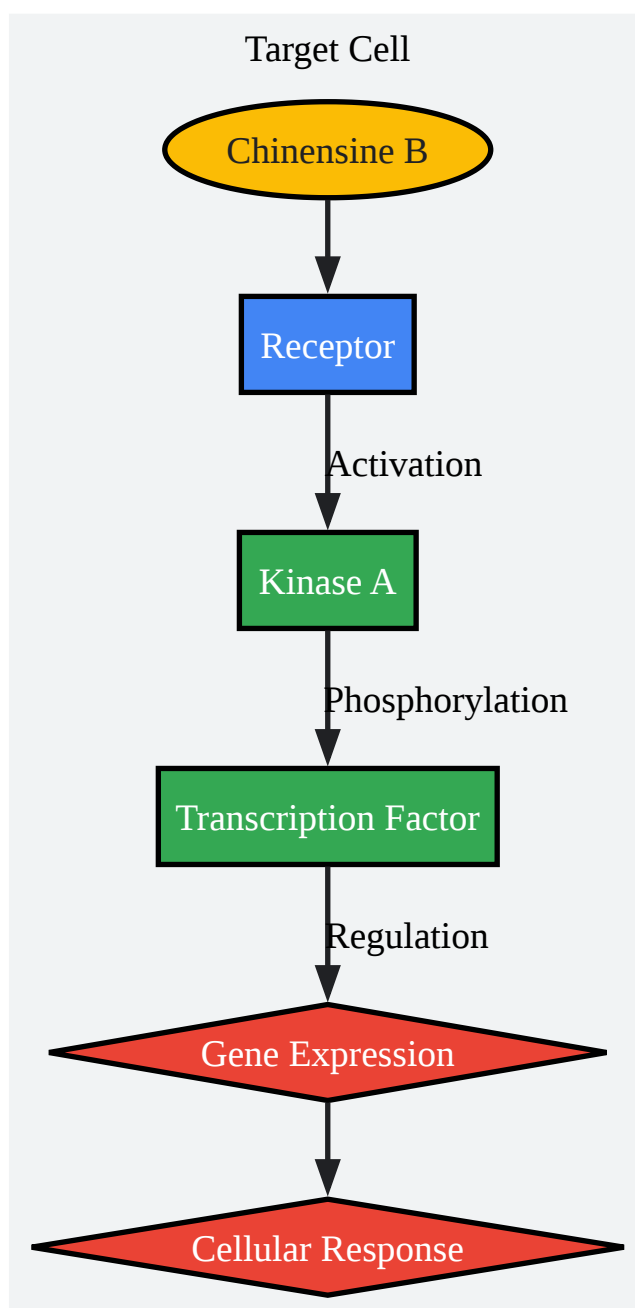 Target Cell
Chinensine B
Receptor
Activation
Kinase A
Phosphorylation
Transcription Factor
Regulation
Gene Expression
Cellular Response